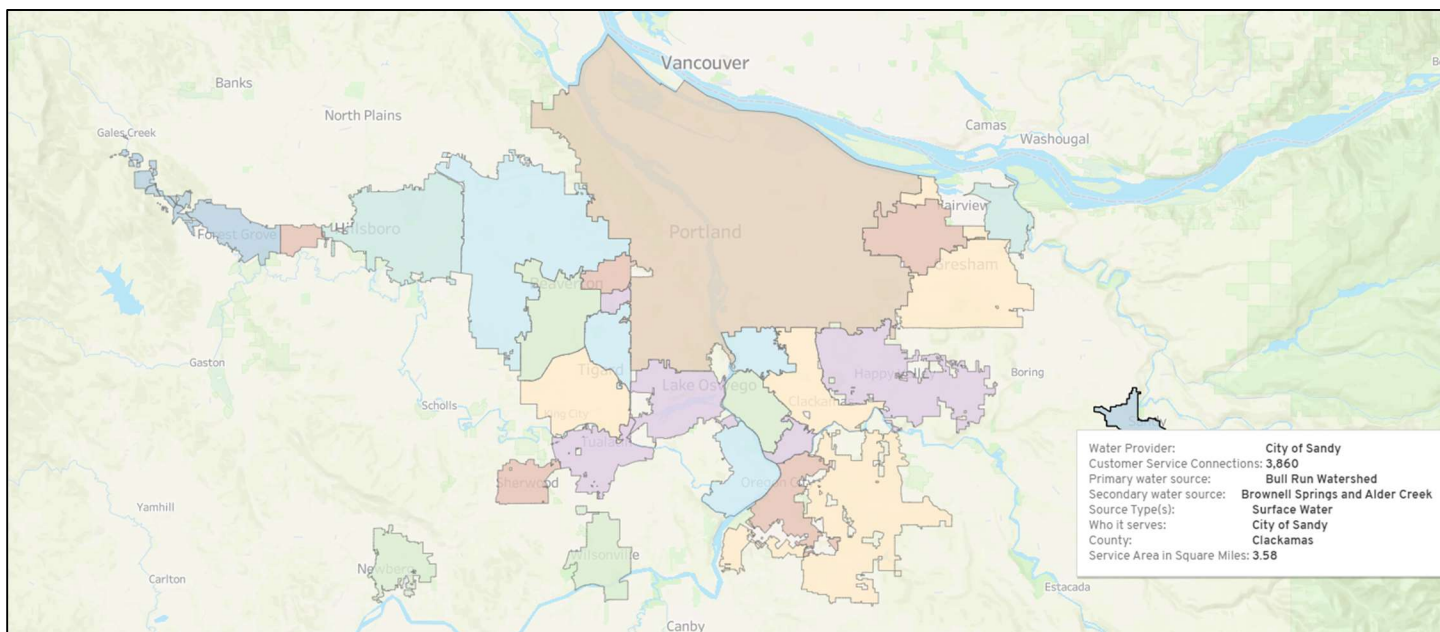 Vancouver
Banks
North Plains
Camas
Washougal
Gales Creek
Fairview
Forest Grove
Hillsboro
Portland
Gresham
Beaverton
Gaston
Tigard
Lake Oswego
Happy Valley
Boring
Scholls
King City
Clackamas
Tualatin
Sherwood
Oregon City
Yamhill
Newberg
Wilsonville
Carlton
Estacada
Canby
Water Provider: City of Sandy
Customer Service Connections: 3,860
Primary water source: Bull Run Watershed
Secondary water source: Brownell Springs and Alder Creek
Source Type(s): Surface Water
Who it serves: City of Sandy
County: Clackamas
Service Area in Square Miles: 3.58